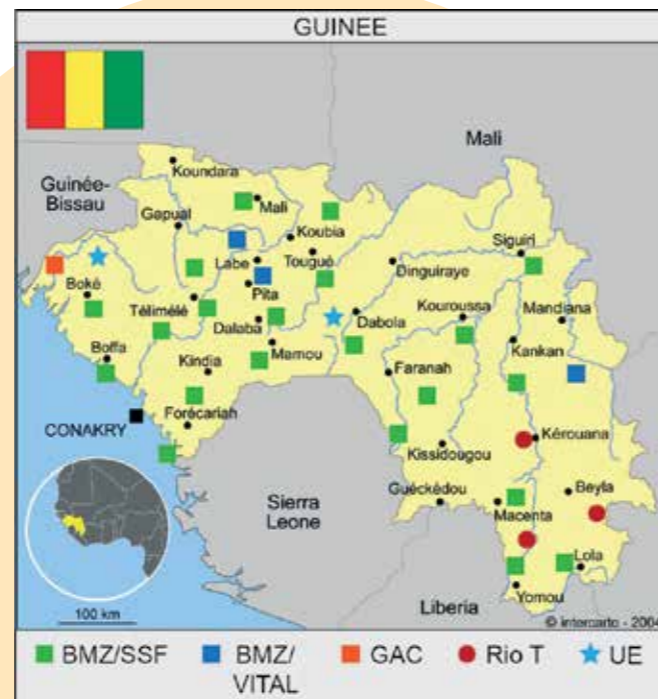 GUINEE
Mali
Guinée-
Bissau
Koundara
Mali
Gapual
Koubia
Labe
Tougué
Siguiri
Dinguiraye
Boké
Pita
Télimélé
Kouroussa
Mandiana
Dalaba
Dabola
Boffa
Kindia
Mamou
Faranah
Kankan
CONAKRY
Forécariah
Kissidougou
Kérouana
Sierra
Leone
Guéckédou
Macenta
Beyla
Lola
Yomou
Liberia
100 km
© intercarto - 2004
BMZ/SSF
BMZ/
VITAL
GAC
Rio T
UE